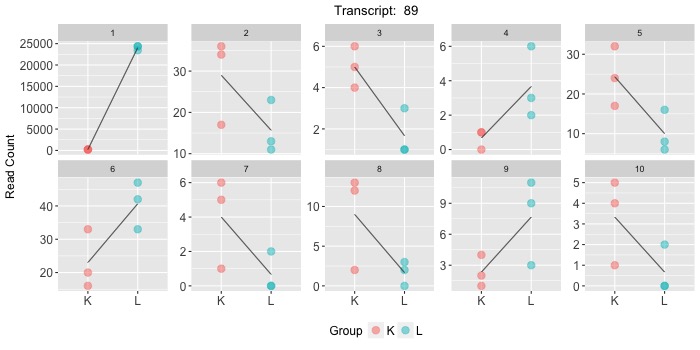 Transcript: 89
1 2 3 4 5
25000 20000 15000 10000 5000 0
30 20 10
6 4 2
6 4 2 0
30 20 10
Read Count
6 7 8 9 10
40 30 20
6 4 2 0
10 5 0
9 6 3
5 4 3 2 1 0
K L K L K L K L K L
Group K L